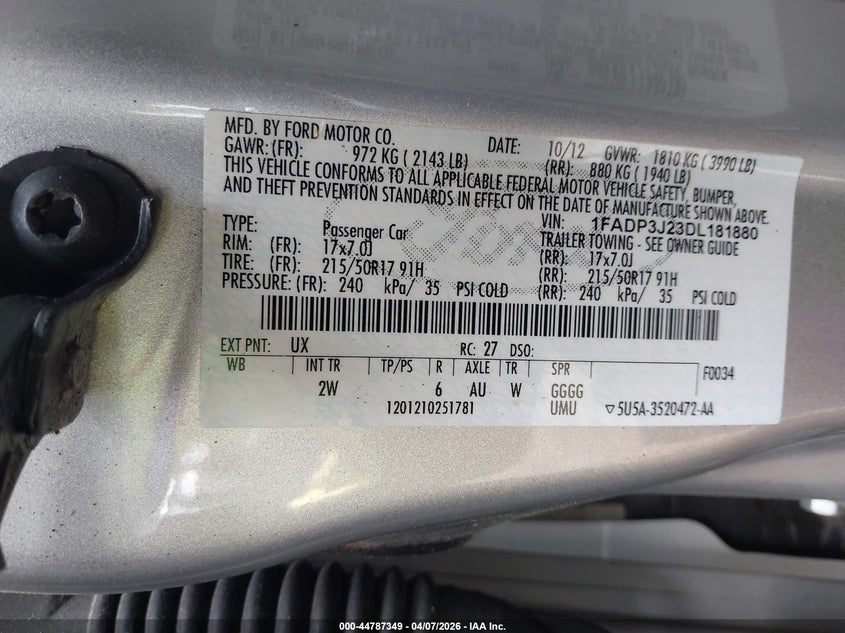 MFD. BY FORD MOTOR CO. DATE: 10/12 GVWR: 1810 KG ( 3990 LB)
GAWR: (FR): 972 KG ( 2143 LB) (RR): 880 KG ( 1940 LB)
THIS VEHICLE CONFORMS TO ALL APPLICABLE FEDERAL MOTOR VEHICLE SAFETY, BUMPER,
AND THEFT PREVENTION STANDARDS IN EFFECT ON THE DATE OF MANUFACTURE SHOWN ABOVE.
VIN: 1FADP3J23DL181880
TYPE: Passenger Car TRAILER TOWING - SEE OWNER GUIDE
RIM: (FR): 17x7.0J (RR): 17x7.0J
TIRE: (FR): 215/50R17 91H (RR): 215/50R17 91H
PRESSURE: (FR): 240 kPa/ 35 PSI COLD (RR): 240 kPa/ 35 PSI COLD
EXT PNT: UX RC: 27 DSO:
WB INT TR TP/PS R AXLE TR SPR F0034
2W 6 AU W GGGG
1201210251781 UMU ▽5U5A-3520472-AA
000-44787349 - 04/07/2026 - IAA Inc.